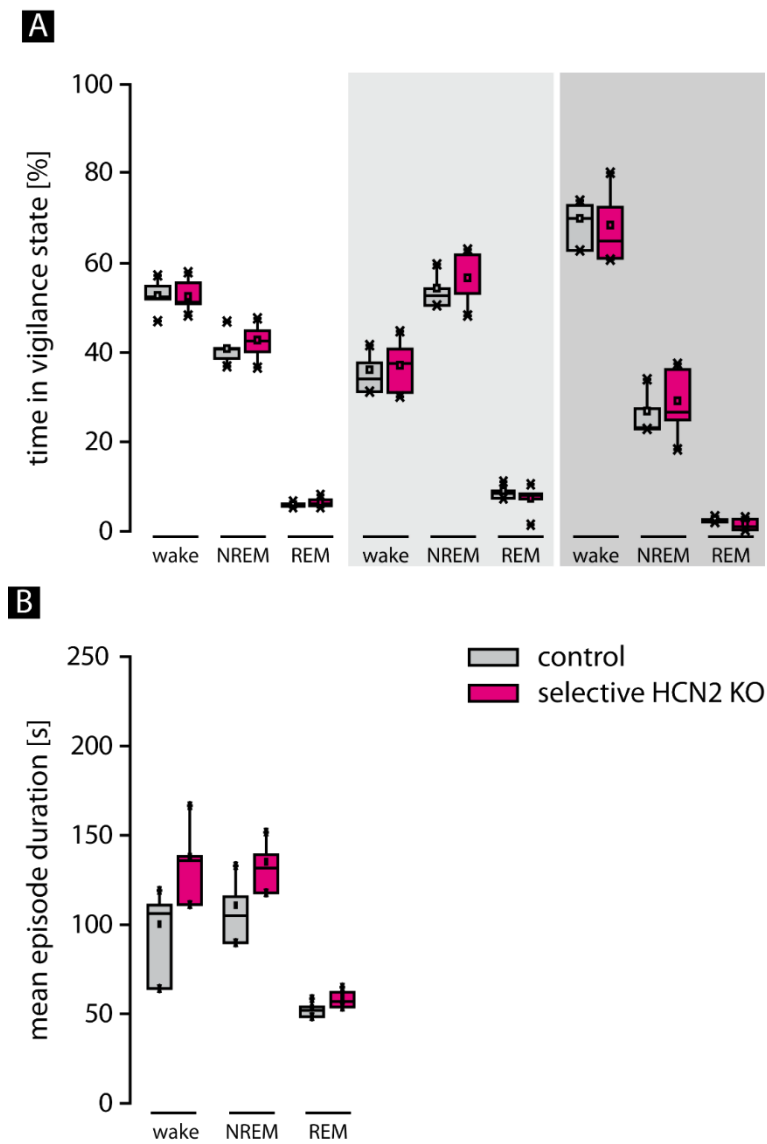 A
time in vigilance state [%]
100
80
60
40
20
0
wake NREM REM wake NREM REM wake NREM REM
B
mean episode duration [s]
250
200
150
100
50
0
control
selective HCN2 KO
wake NREM REM